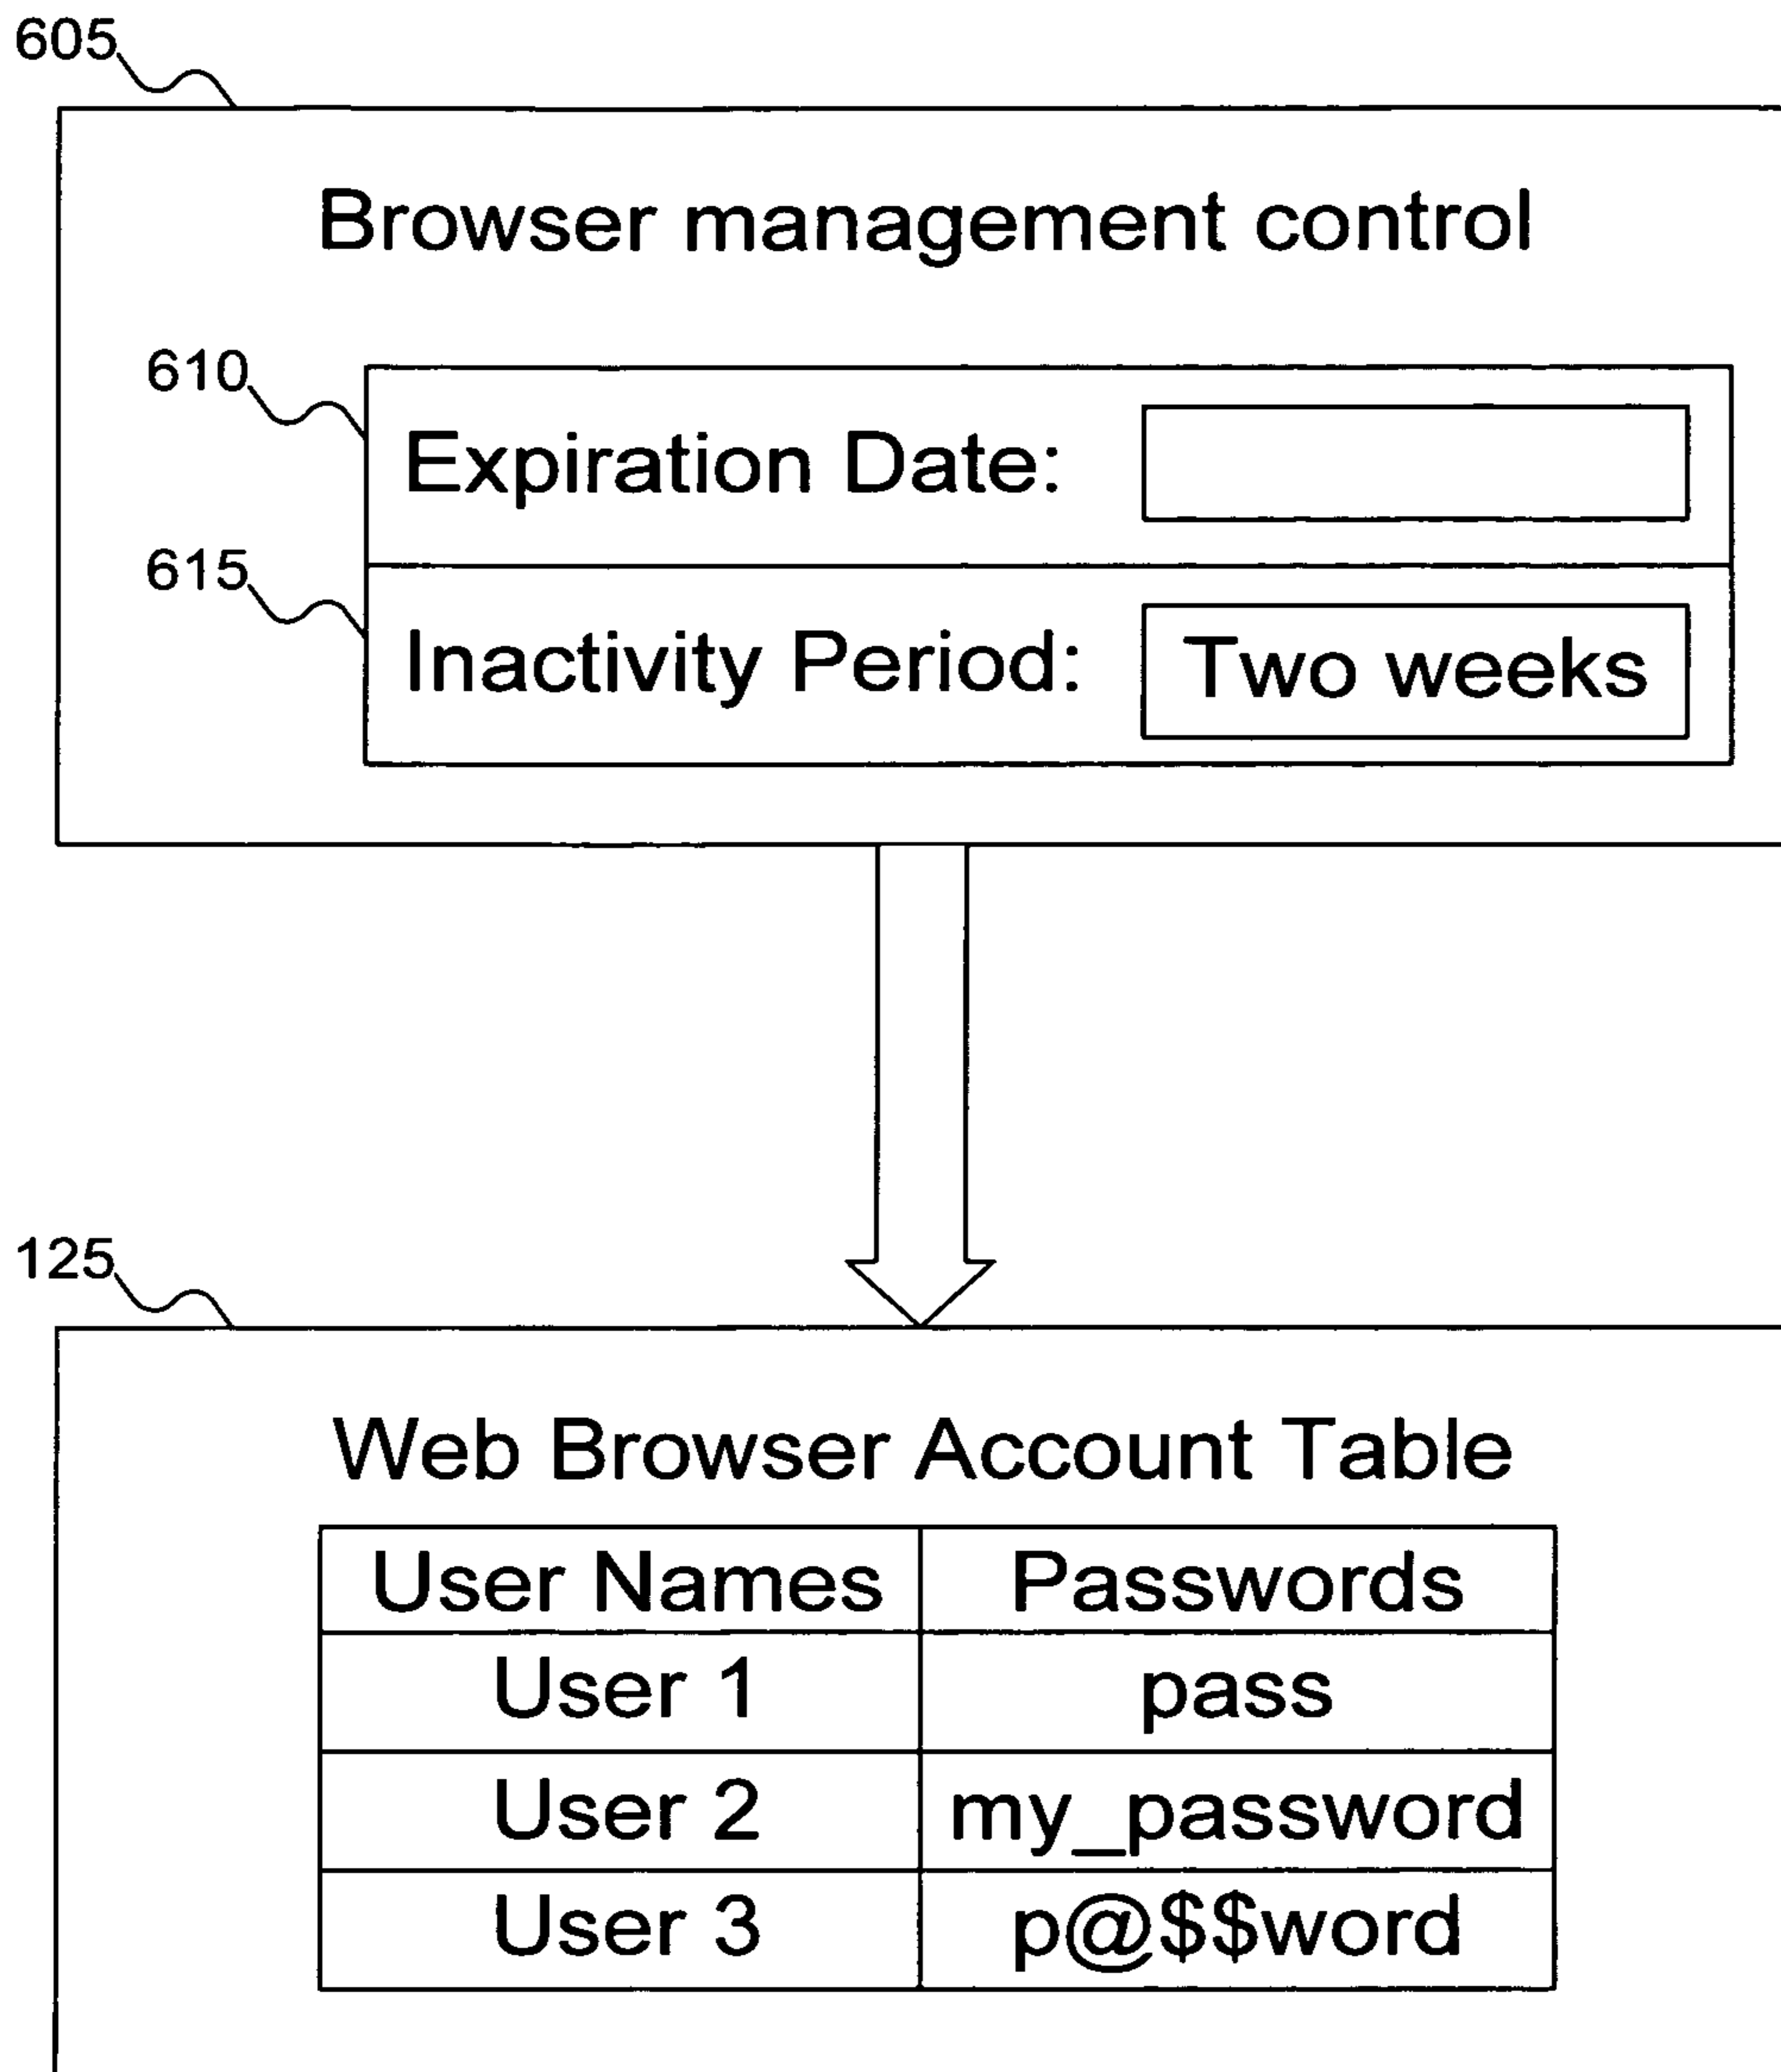 605
Browser management control
610
Expiration Date:
615
Inactivity Period: Two weeks
125
Web Browser Account Table
User Names Passwords
User 1 pass
User 2 my_password
User 3 p@$$word